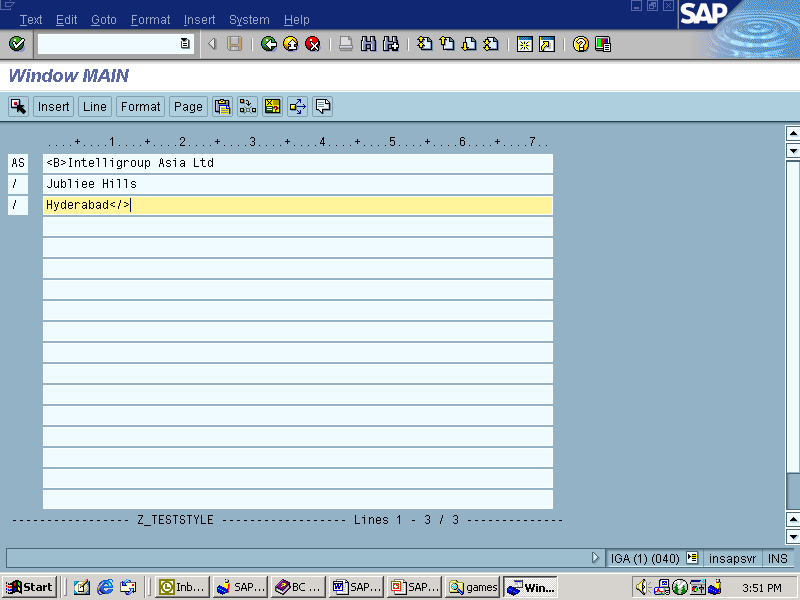 Text Edit Goto Format Insert System Help
SAP
Window MAIN
Insert Line Format Page
....+....1....+....2....+....3....+....4....+....5....+....6....+....7..
AS <B>Intelligroup Asia Ltd
/ Jubliee Hills
/ Hyderabad</>
----------------- Z_TESTSTYLE ------------------ Lines 1 - 3 / 3 --------------
IGA (1) (040) insapsvr INS
Start Inb... SAP... BC ... SAP... SAP... games Win... 3:51 PM